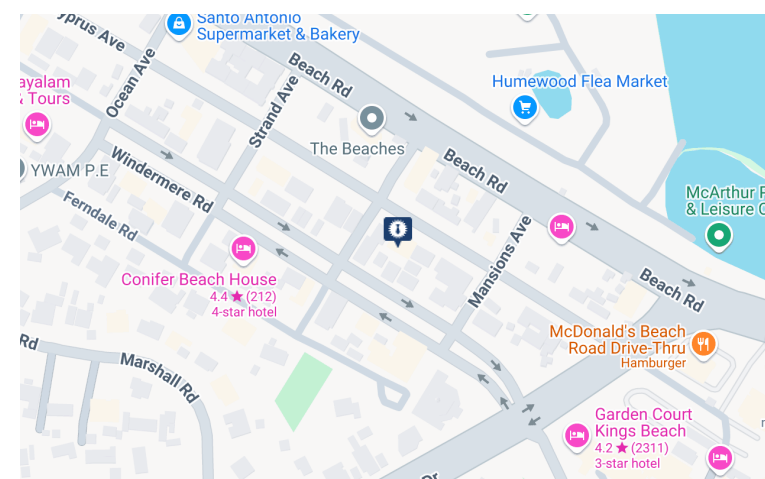 Santo Antonio
Supermarket & Bakery
yprus Ave
Ocean Ave
Beach Rd
Strand Ave
Humewood Flea Market
ayalam
& Tours
The Beaches
Beach Rd
YWAM P.E
Windermere Rd
McArthur P
& Leisure C
Ferndale Rd
Mansions Ave
Conifer Beach House
4.4 ★ (212)
4-star hotel
Beach Rd
McDonald's Beach
Road Drive-Thru
Hamburger
Rd
Marshall Rd
Garden Court
Kings Beach
4.2 ★ (2311)
3-star hotel
Dr